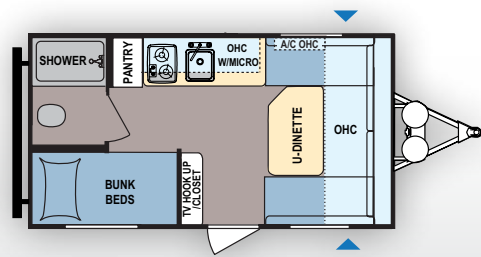 SHOWER
PANTRY
OHC
W/MICRO
A/C OHC
U-DINETTE
OHC
BUNK
BEDS
TV HOOK UP
/CLOSET